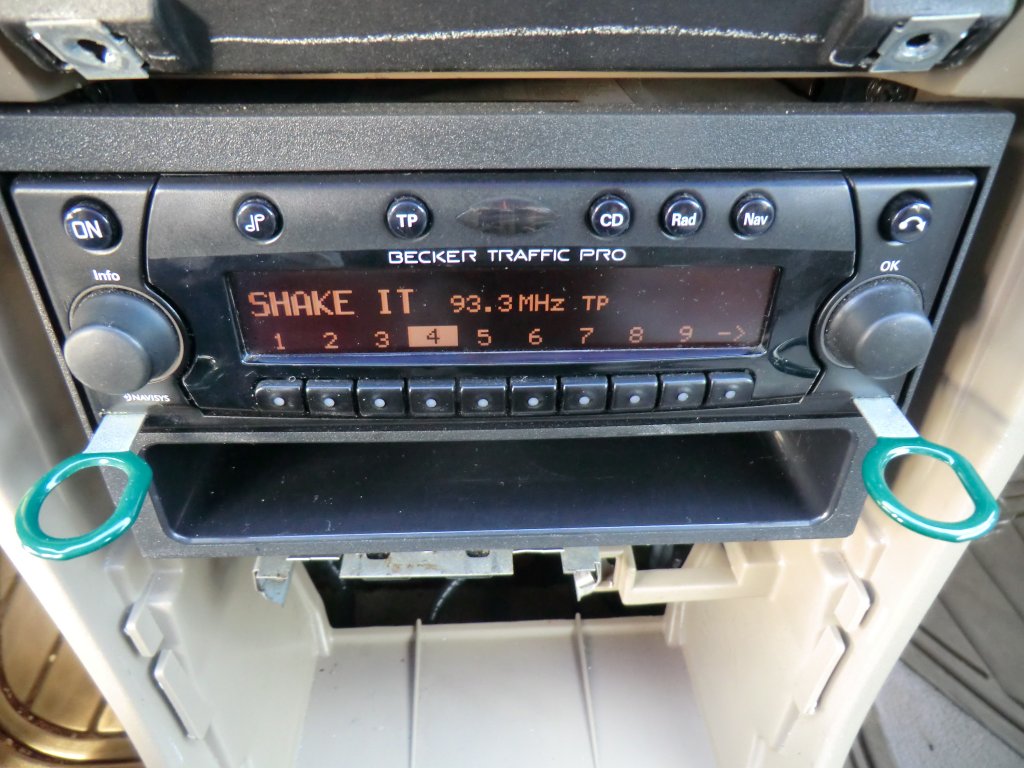 ON
TP
CD
Rad
Nav
BECKER TRAFFIC PRO
Info
OK
SHAKE IT 93.3 MHz TP
1 2 3 4 5 6 7 8 9 ->
NAVISYS